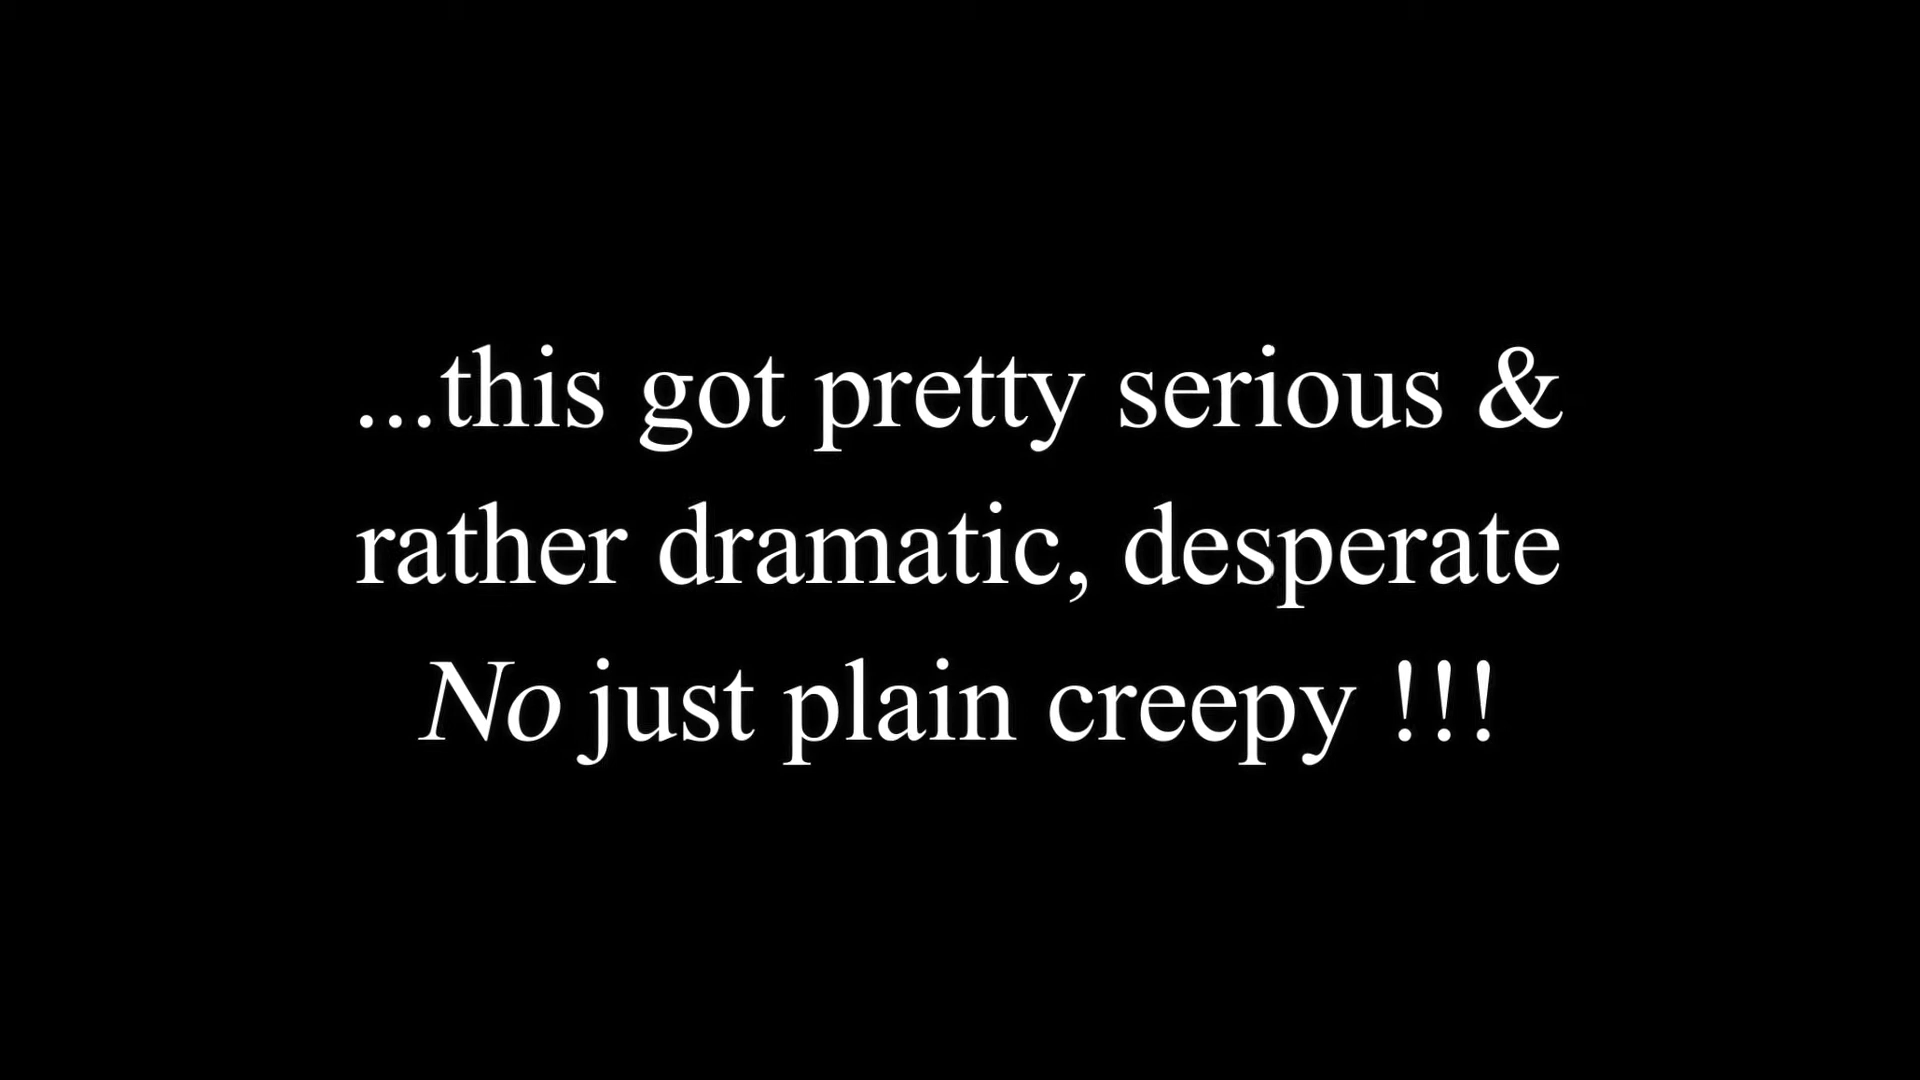 ...this got pretty serious &
rather dramatic, desperate
No just plain creepy !!!